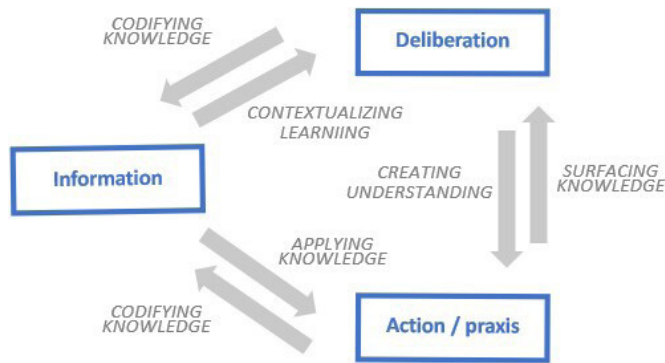 CODIFYING
KNOWLEDGE
Deliberation
CONTEXTUALIZING
LEARNIING
Information
CREATING
UNDERSTANDING
SURFACING
KNOWLEDGE
APPLYING
KNOWLEDGE
CODIFYING
KNOWLEDGE
Action / praxis